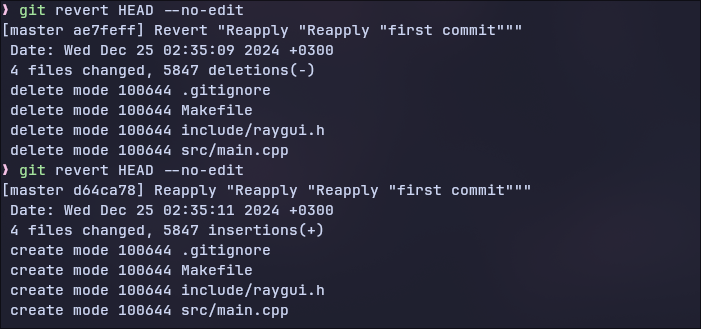 ❫ git revert HEAD --no-edit
[master ae7feff] Revert "Reapply "Reapply "first commit"""
Date: Wed Dec 25 02:35:09 2024 +0300
4 files changed, 5847 deletions(-)
delete mode 100644 .gitignore
delete mode 100644 Makefile
delete mode 100644 include/raygui.h
delete mode 100644 src/main.cpp
❫ git revert HEAD --no-edit
[master d64ca78] Reapply "Reapply "Reapply "first commit"""
Date: Wed Dec 25 02:35:11 2024 +0300
4 files changed, 5847 insertions(+)
create mode 100644 .gitignore
create mode 100644 Makefile
create mode 100644 include/raygui.h
create mode 100644 src/main.cpp